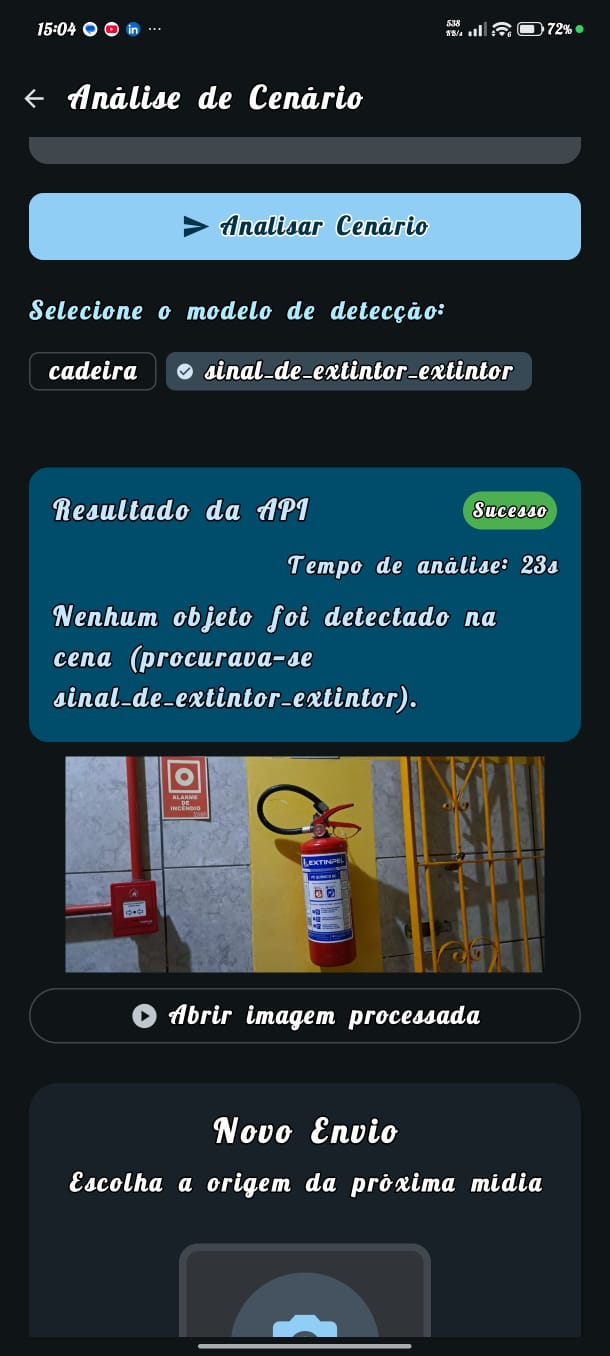 15:04
538
KB/s
72%
Análise de Cenário
Analisar Cenário
Selecione o modelo de detecção:
cadeira
sinal_de_extintor_extintor
Resultado da API
Sucesso
Tempo de análise: 23s
Nenhum objeto foi detectado na
cena (procurava-se
sinal_de_extintor_extintor).
ALARME
DE
INCÊNDIO
EXTINPEL
Abrir imagem processada
Novo Envio
Escolha a origem da próxima mídia